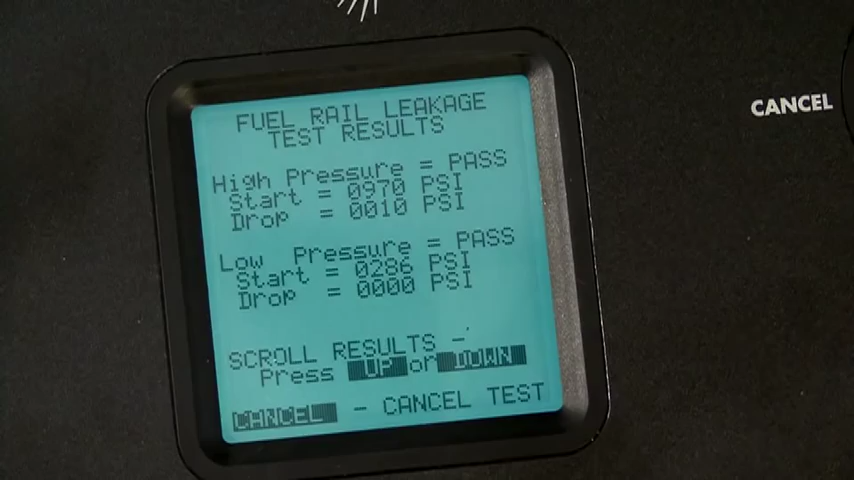 FUEL RAIL LEAKAGE
TEST RESULTS
High Pressure = PASS
Start = 0970 PSI
Drop = 0010 PSI
Low Pressure = PASS
Start = 0286 PSI
Drop = 0000 PSI
SCROLL RESULTS -
Press UP or DOWN
CANCEL - CANCEL TEST
CANCEL